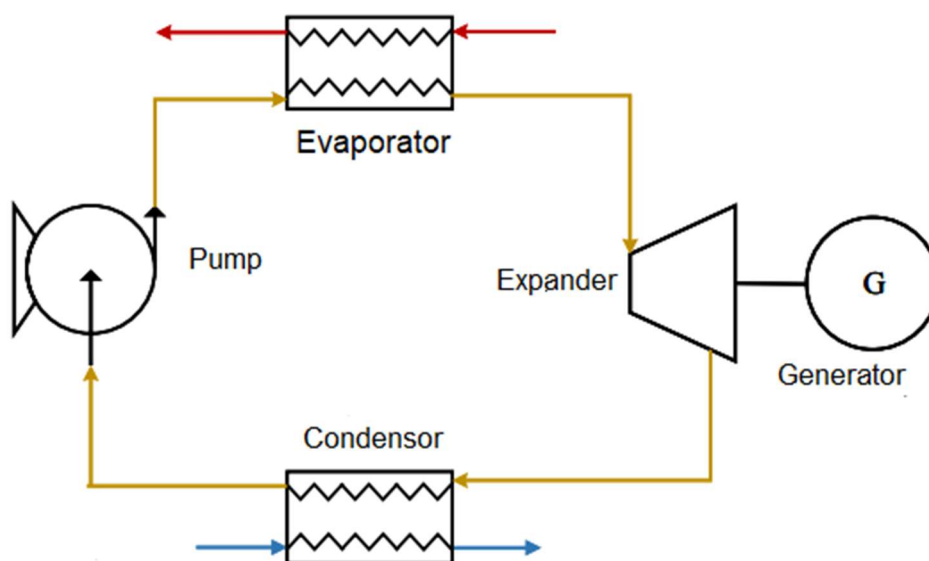 Evaporator
Pump
Expander
G
Generator
Condensor